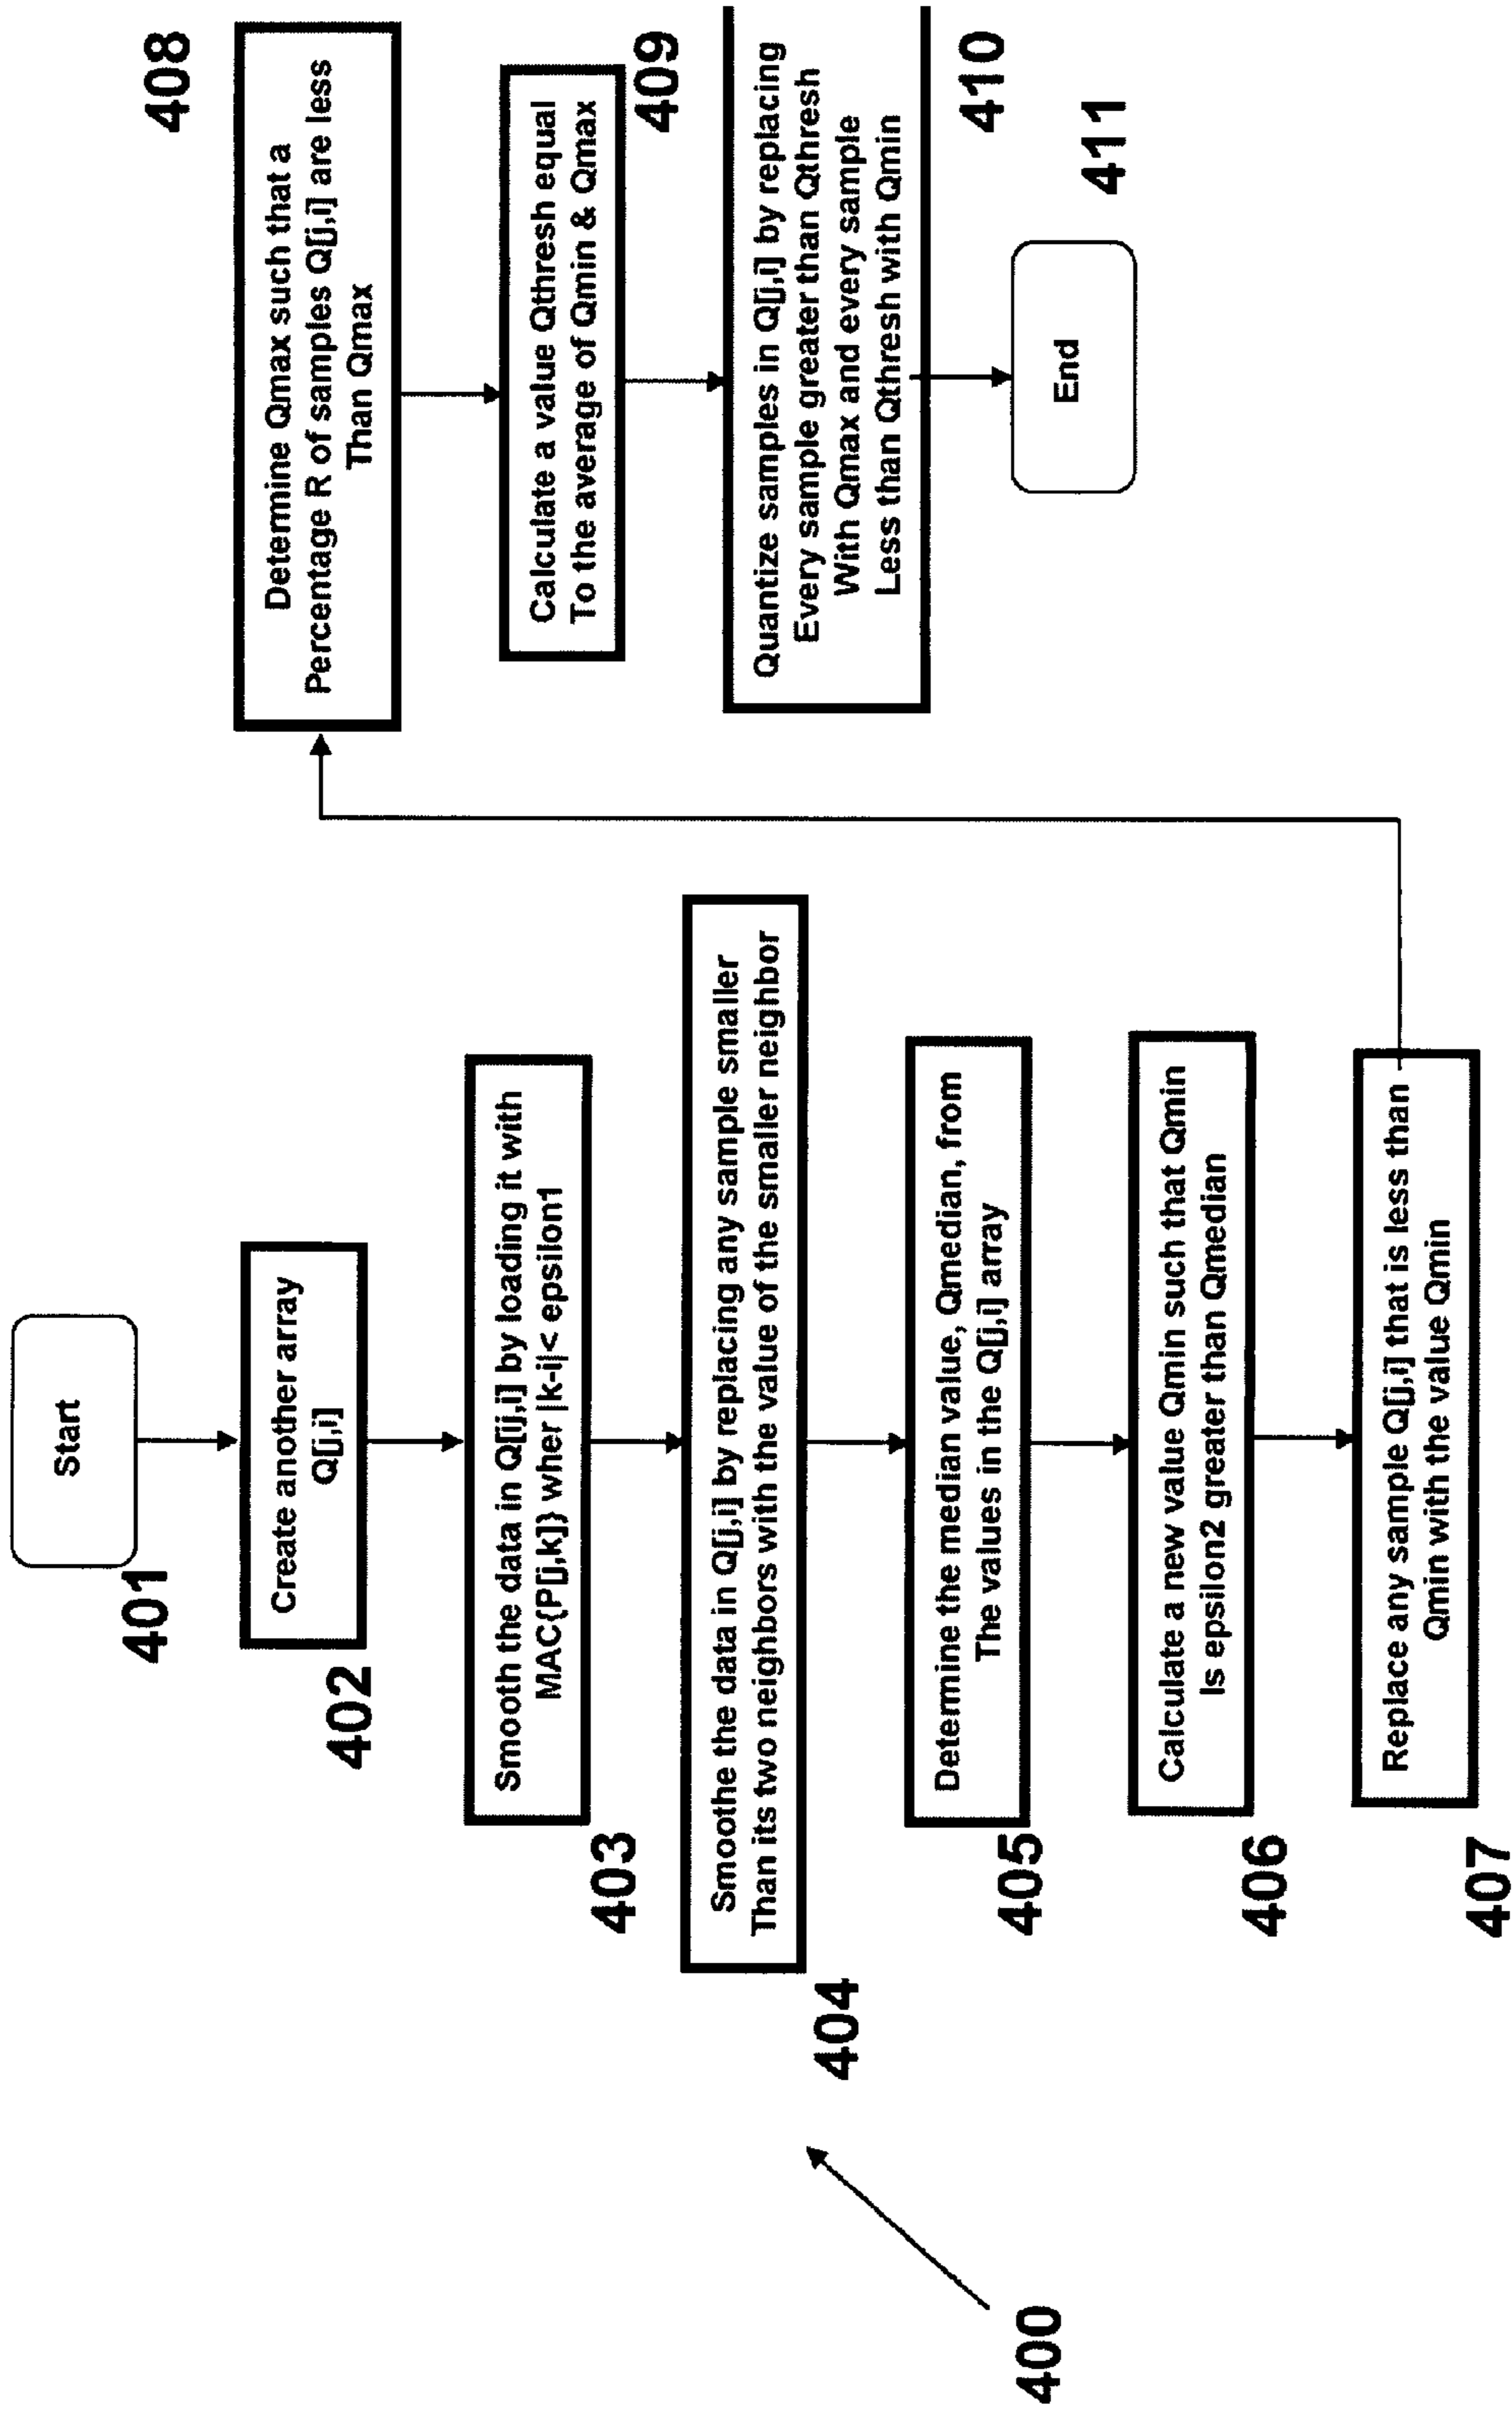 Start
401
Create another array
Q[j,i]
402
Smooth the data in Q[j,i] by loading it with
MAC{P[j,k]} wher |k-i|< epsilon1
403
Smoothe the data in Q[j,i] by replacing any sample smaller
Than its two neighbors with the value of the smaller neighbor
404
Determine the median value, Qmedian, from
The values in the Q[j,i] array
405
Calculate a new value Qmin such that Qmin
Is epsilon2 greater than Qmedian
406
Replace any sample Q[j,i] that is less than
Qmin with the value Qmin
407
408
Determine Qmax such that a
Percentage R of samples Q[j,i] are less
Than Qmax
Calculate a value Qthresh equal
To the average of Qmin & Qmax
409
Quantize samples in Q[j,i] by replacing
Every sample greater than Qthresh
With Qmax and every sample
Less than Qthresh with Qmin
410
End
411
400